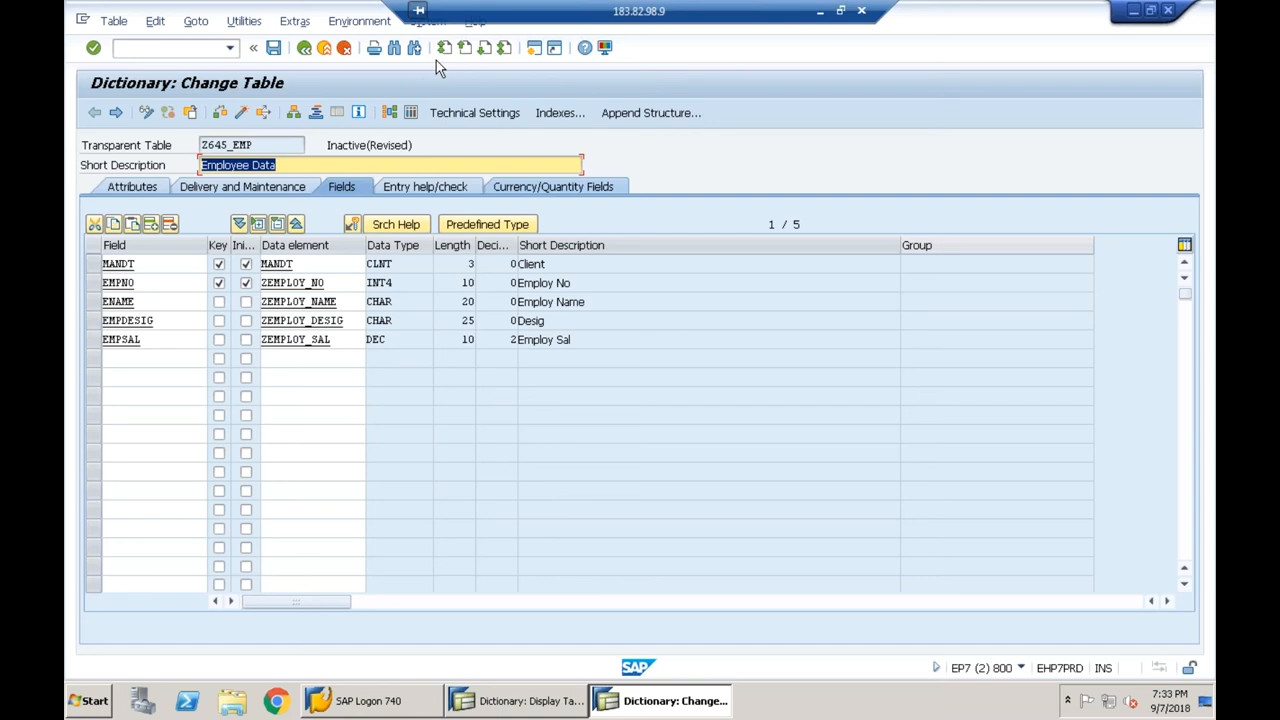 183.82.98.9
Table Edit Goto Utilities Extras Environment Help
Dictionary: Change Table
Technical Settings Indexes... Append Structure...
Transparent Table Z645_EMP Inactive(Revised)
Short Description Employee Data
Attributes Delivery and Maintenance Fields Entry help/check Currency/Quantity Fields
Srch Help Predefined Type 1 / 5
Field Key Ini... Data element Data Type Length Deci... Short Description Group
MANDT MANDT CLNT 3 0 Client
EMPNO ZEMPLOY_NO INT4 10 0 Employ No
ENAME ZEMPLOY_NAME CHAR 20 0 Employ Name
EMPDESIG ZEMPLOY_DESIG CHAR 25 0 Desig
EMPSAL ZEMPLOY_SAL DEC 10 2 Employ Sal
SAP EP7 (2) 800 EHP7PRD INS
Start SAP Logon 740 Dictionary: Display Ta... Dictionary: Change... 7:33 PM
9/7/2018